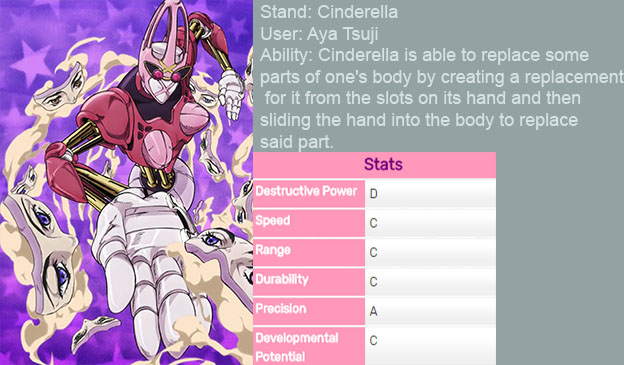 Stand: Cinderella
User: Aya Tsuji
Ability: Cinderella is able to replace some
parts of one's body by creating a replacement
for it from the slots on its hand and then
sliding the hand into the body to replace
said part.
Stats
Destructive Power D
Speed C
Range C
Durability C
Precision A
Developmental
Potential C